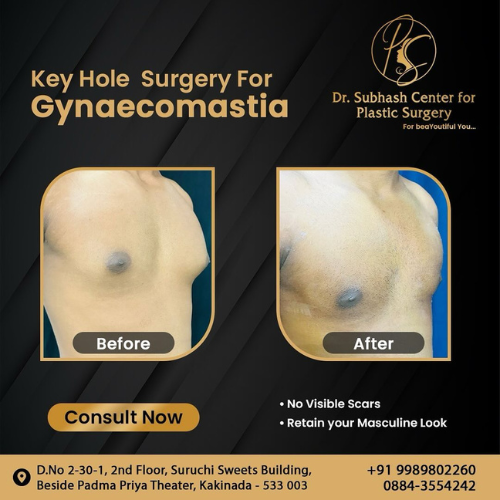 PS
Dr. Subhash Center for
Plastic Surgery
For beaYoutiful You...
Key Hole Surgery For
Gynaecomastia
Before
After
Consult Now
• No Visible Scars
• Retain your Masculine Look
D.No 2-30-1, 2nd Floor, Suruchi Sweets Building,
Beside Padma Priya Theater, Kakinada - 533 003
+91 9989802260
0884-3554242